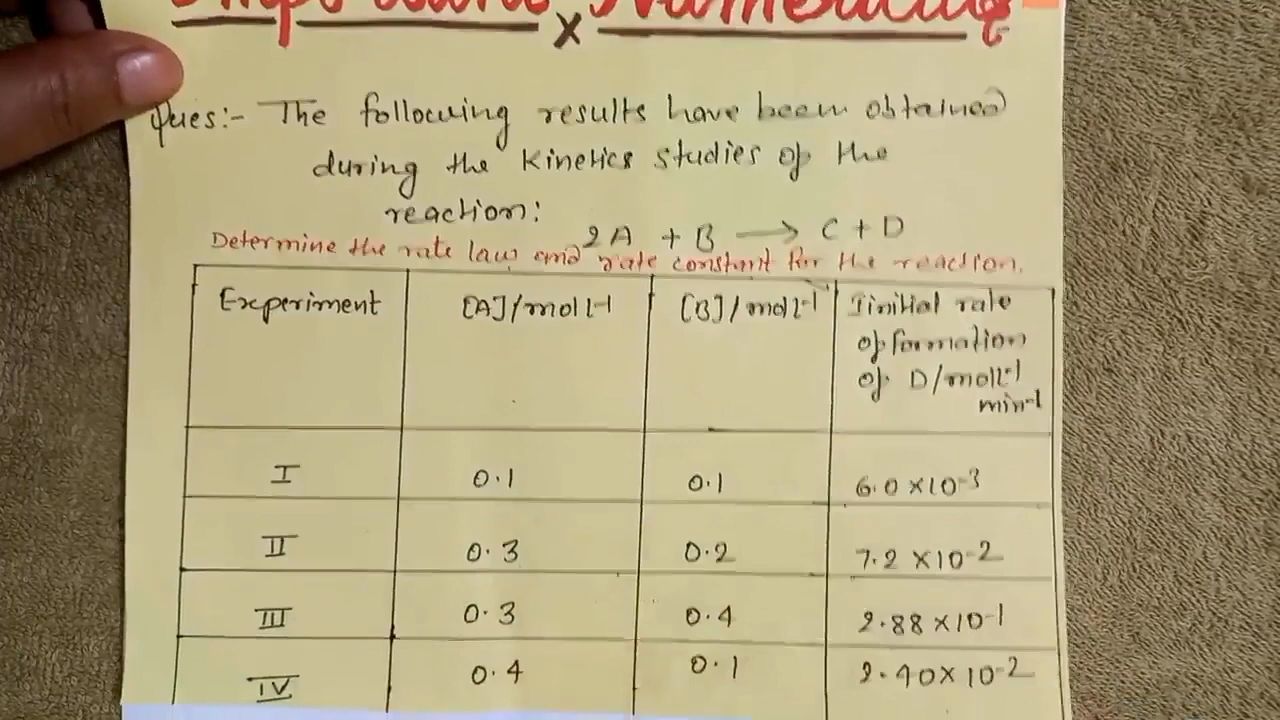 Important Numericals
x
Ques:- The following results have been obtained
during the kinetics studies of the
reaction:
2A + B → C + D
Determine the rate law and rate constant for the reaction.
Experiment [A]/mol l-1 [B]/mol l-1 Iinitial rate
of formation
of D/mol l-1
min-1
I 0.1 0.1 6.0 ×10-3
II 0.3 0.2 7.2 ×10-2
III 0.3 0.4 2.88 ×10-1
IV 0.4 0.1 2.40×10-2